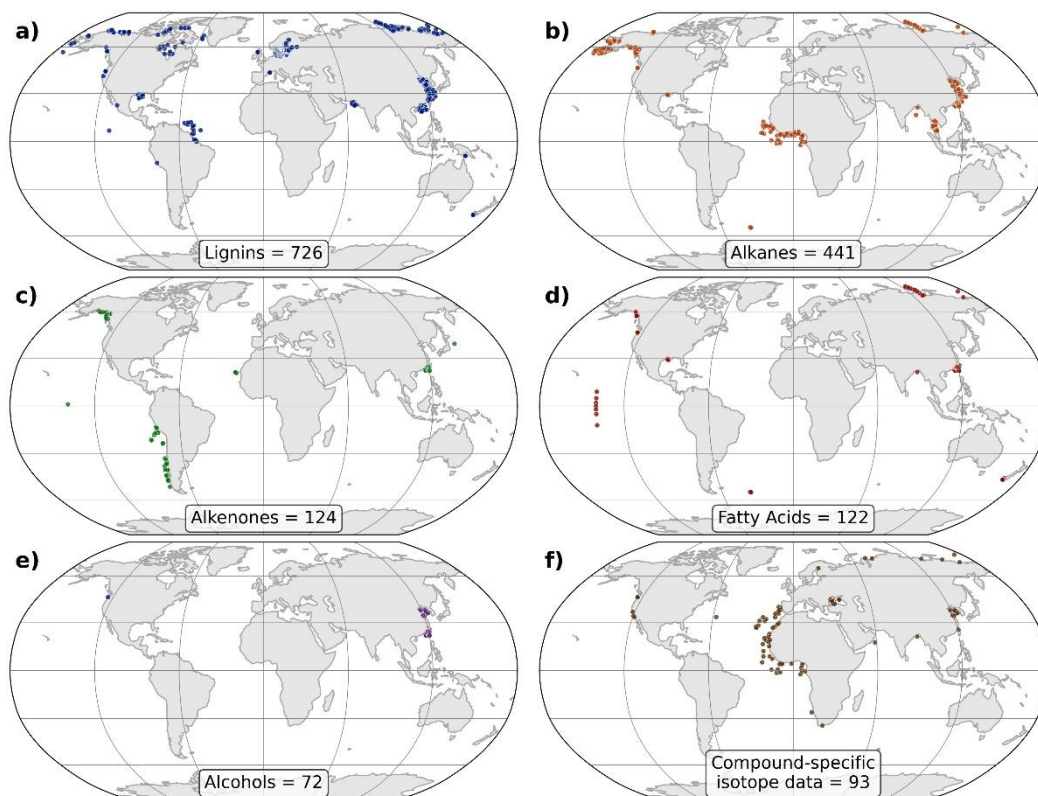 a)
Lignins = 726
b)
Alkanes = 441
c)
Alkenones = 124
d)
Fatty Acids = 122
e)
Alcohols = 72
f)
Compound-specific
isotope data = 93